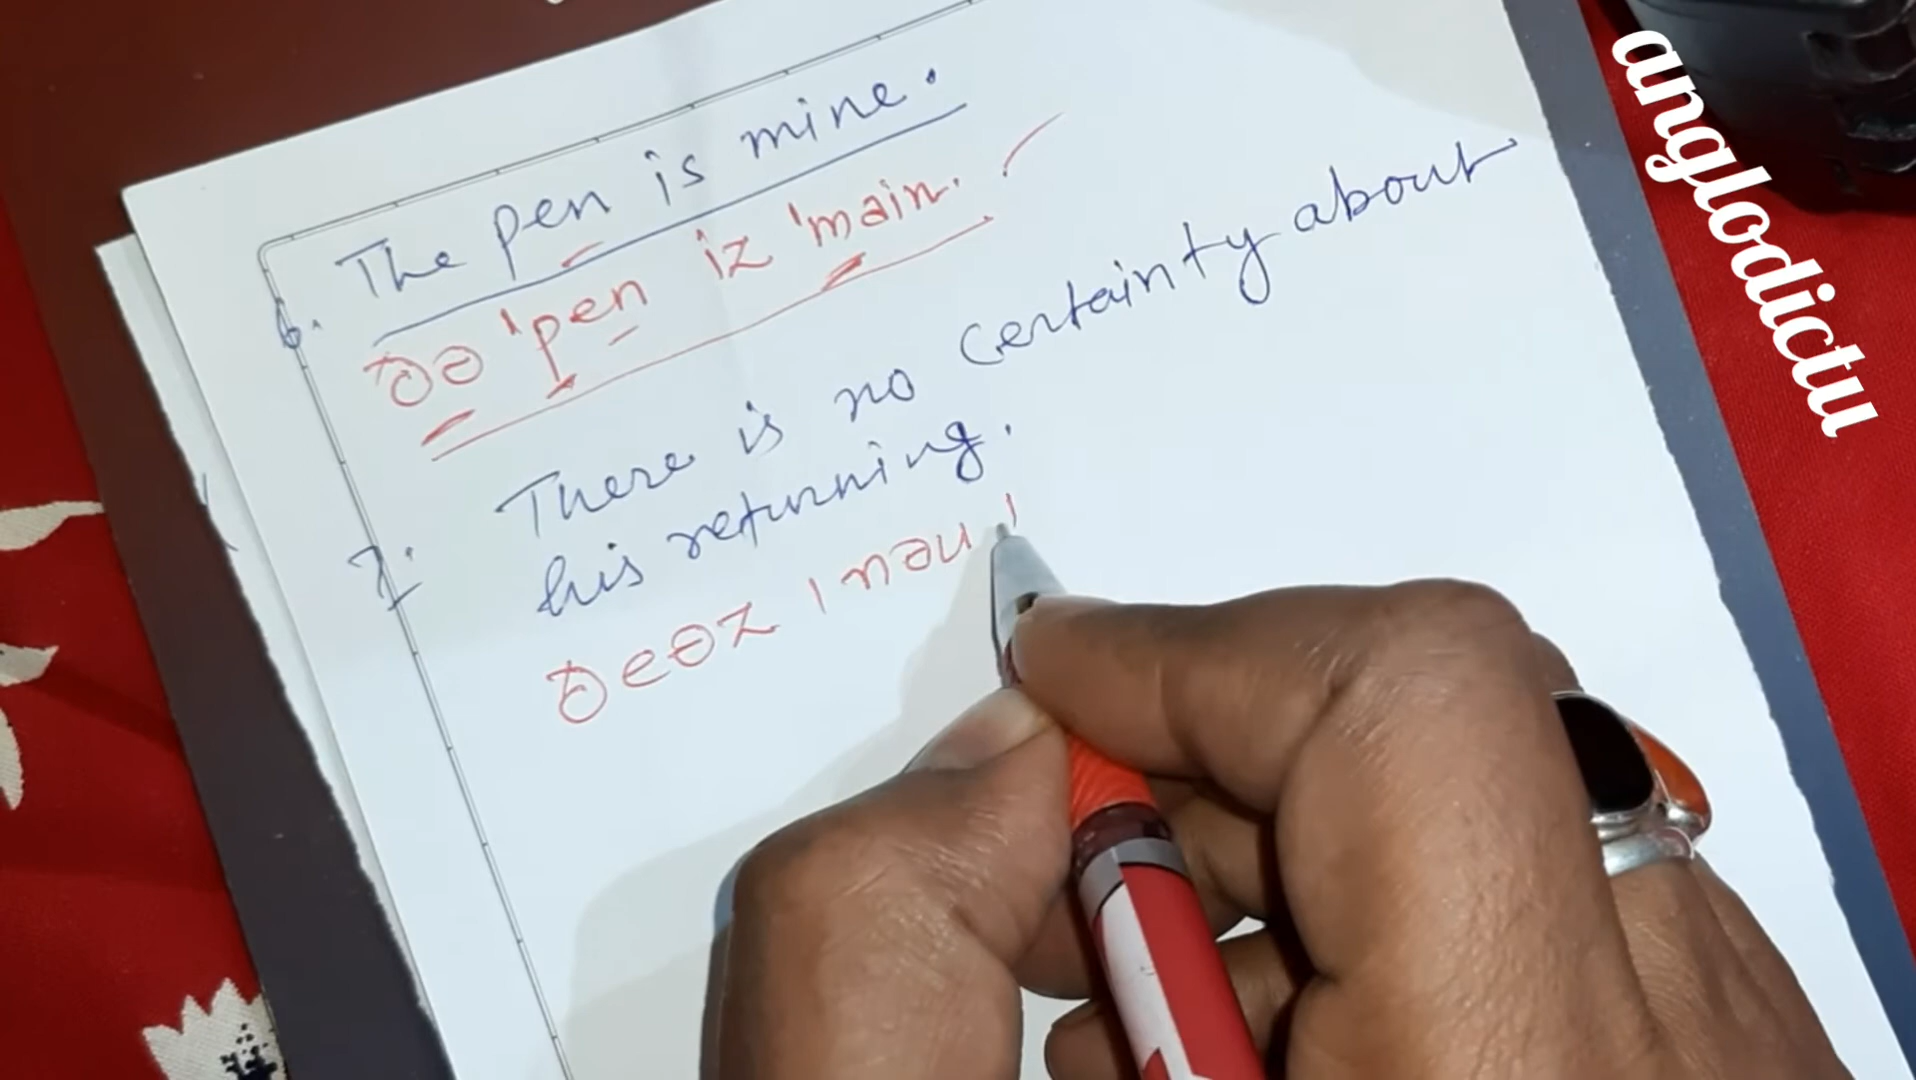 6. The pen is mine.
ðə 'pen iz 'main.
7. There is no certainty about
his returning.
ðeəz 'nəu '
anglodictu